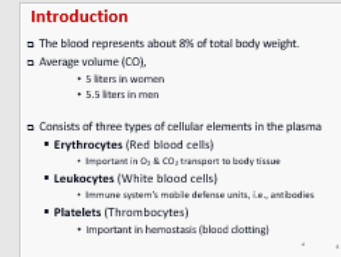 Introduction
The blood represents about 8% of total body weight.
Average volume (CO),
• 5 liters in women
• 5.5 liters in men
Consists of three types of cellular elements in the plasma
▪ Erythrocytes (Red blood cells)
• Important in O₂ & CO₂ transport to body tissue
▪ Leukocytes (White blood cells)
• Immune system's mobile defense units, i.e., antibodies
▪ Platelets (Thrombocytes)
• Important in hemostasis (blood clotting)